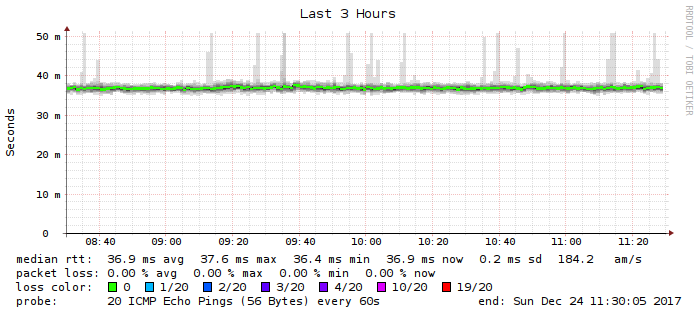 Last 3 Hours
RRDTOOL / TOBI OETIKER
Seconds
50 m
40 m
30 m
20 m
10 m
0
08:40 09:00 09:20 09:40 10:00 10:20 10:40 11:00 11:20
median rtt: 36.9 ms avg 37.6 ms max 36.4 ms min 36.9 ms now 0.2 ms sd 184.2 am/s
packet loss: 0.00 % avg 0.00 % max 0.00 % min 0.00 % now
loss color: 0 1/20 2/20 3/20 4/20 10/20 19/20
probe: 20 ICMP Echo Pings (56 Bytes) every 60s end: Sun Dec 24 11:30:05 2017